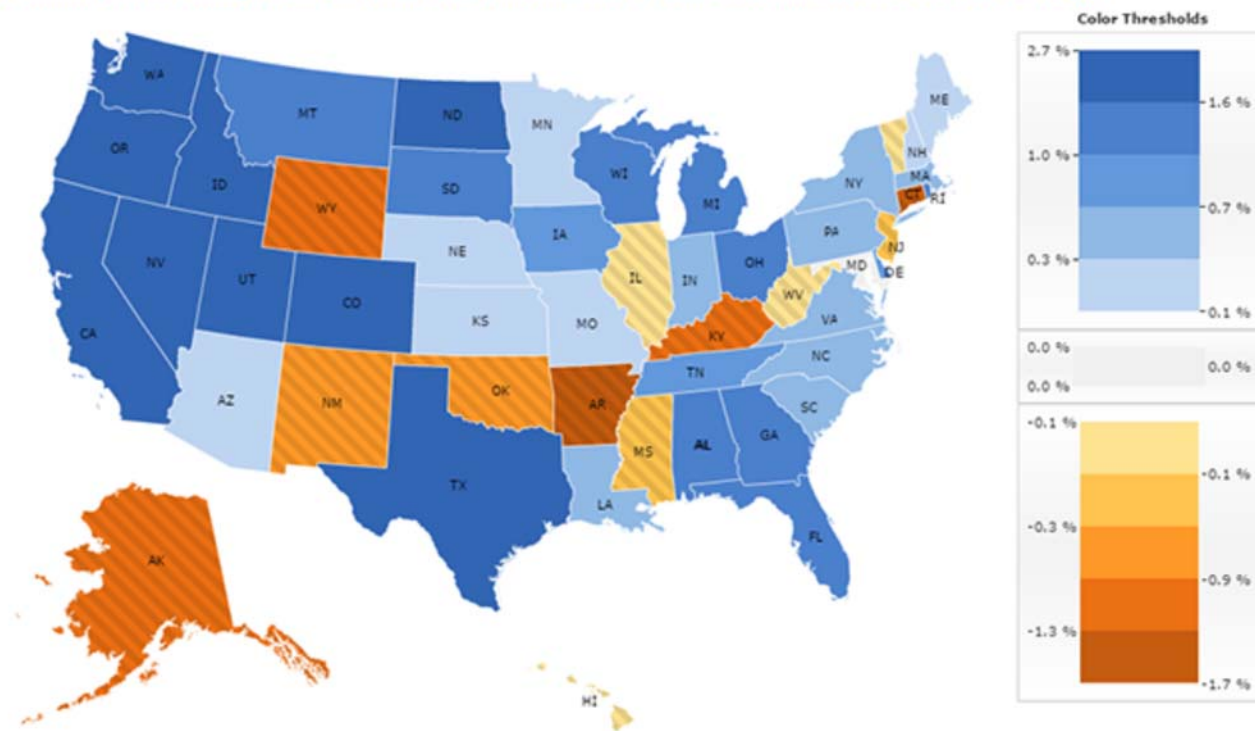 Color Thresholds
2.7 %
1.6 %
1.0 %
0.7 %
0.3 %
0.1 %
0.0 %
0.0 %
0.0 %
-0.1 %
-0.1 %
-0.3 %
-0.9 %
-1.3 %
-1.7 %
WA
MT
ND
MN
ME
OR
ID
SD
WI
MI
NY
NH
MA
CT
RI
WY
IA
PA
NJ
NE
IL
IN
OH
MD
DE
NV
UT
CO
KS
MO
WV
VA
CA
KY
AZ
NM
OK
AR
TN
NC
SC
MS
AL
GA
TX
LA
FL
AK
HI